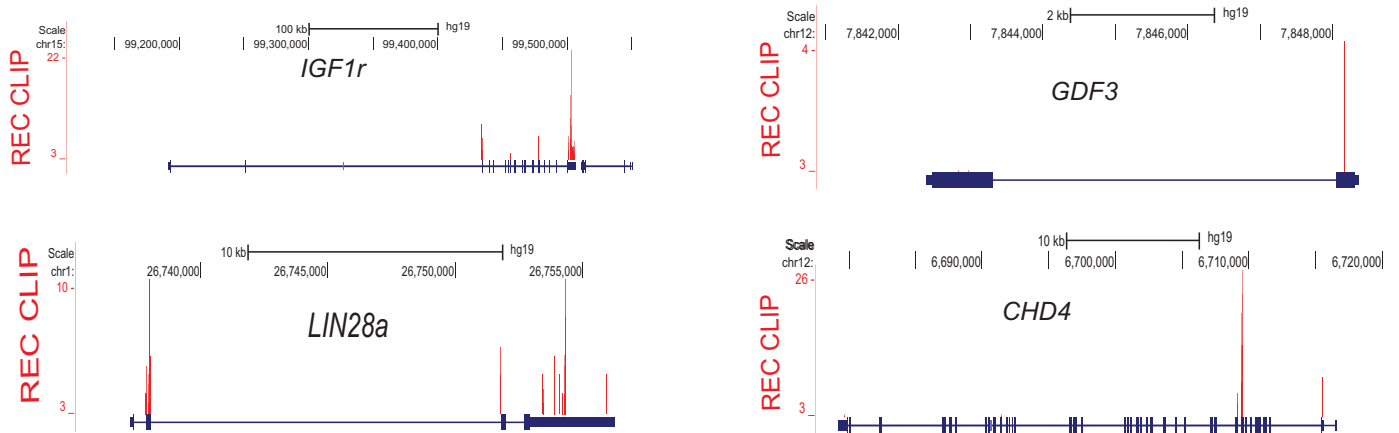 Scale
100 kb
hg19
chr15:
99,200,000
99,300,000
99,400,000
99,500,000
22
3
REC CLIP
IGF1r
Scale
2 kb
hg19
chr12:
7,842,000
7,844,000
7,846,000
7,848,000
4
3
REC CLIP
GDF3
Scale
10 kb
hg19
chr1:
26,740,000
26,745,000
26,750,000
26,755,000
10
3
REC CLIP
LIN28a
Scale
10 kb
hg19
chr12:
6,690,000
6,700,000
6,710,000
6,720,000
26
3
REC CLIP
CHD4